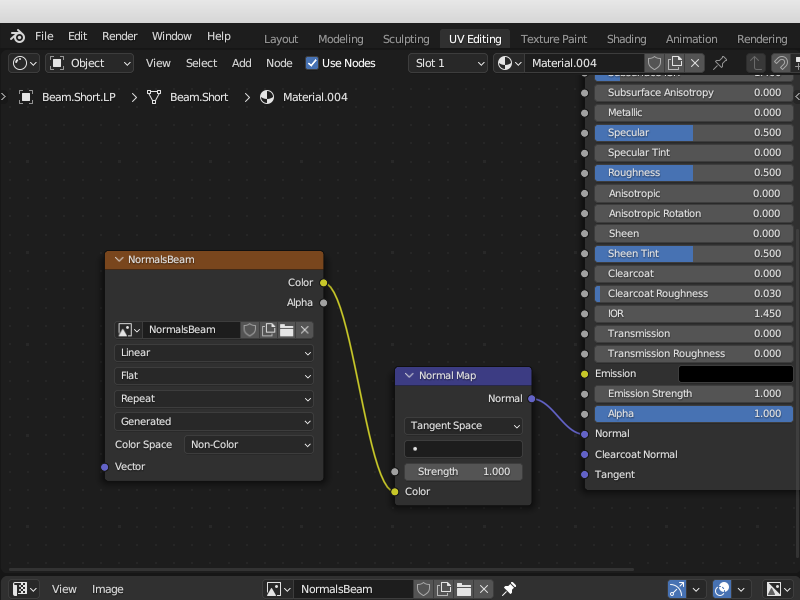 File Edit Render Window Help Layout Modeling Sculpting UV Editing Texture Paint Shading Animation Rendering
Object View Select Add Node Use Nodes Slot 1 Material.004
Beam.Short.LP Beam.Short Material.004
Subsurface Anisotropy 0.000
Metallic 0.000
Specular 0.500
Specular Tint 0.000
Roughness 0.500
Anisotropic 0.000
Anisotropic Rotation 0.000
Sheen 0.000
Sheen Tint 0.500
Clearcoat 0.000
Clearcoat Roughness 0.030
IOR 1.450
Transmission 0.000
Transmission Roughness 0.000
Emission
Emission Strength 1.000
Alpha 1.000
Normal
Clearcoat Normal
Tangent
NormalsBeam
Color
Alpha
NormalsBeam
Linear
Flat
Repeat
Generated
Color Space Non-Color
Vector
Normal Map
Normal
Tangent Space
Strength 1.000
Color
View Image NormalsBeam